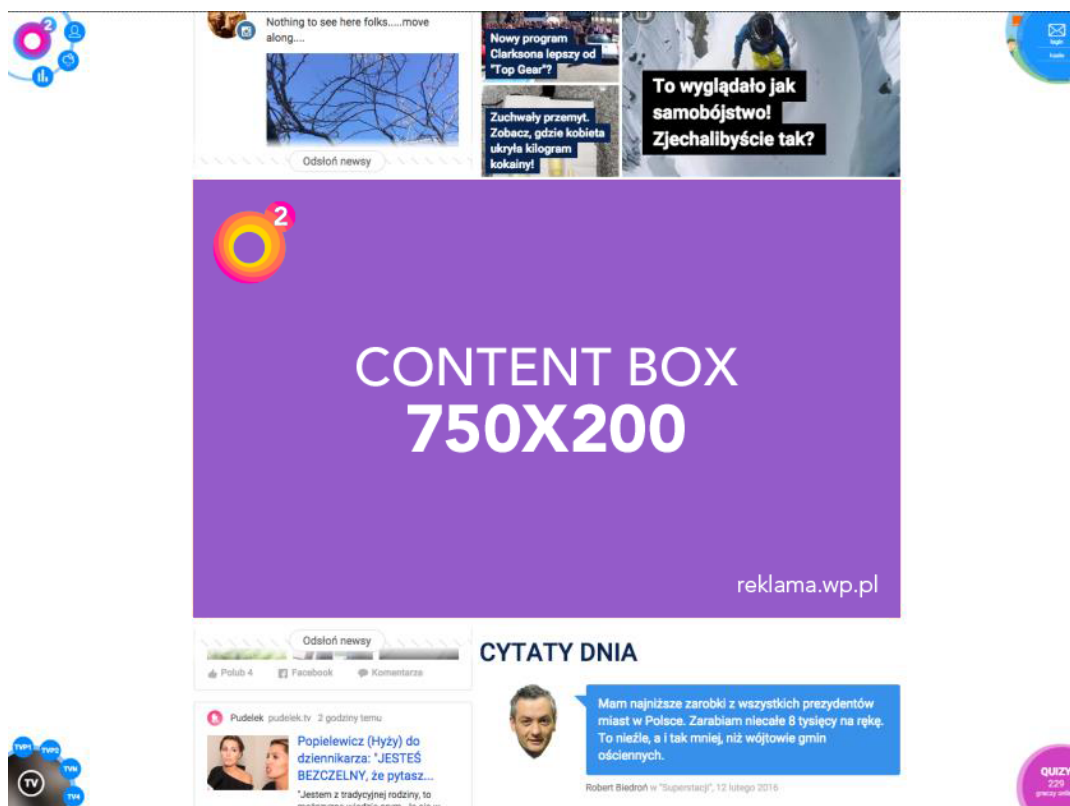 2
login
Nothing to see here folks.....move
along....
Odsłoń newsy
Nowy program
Clarksona lepszy od
"Top Gear"?
Zuchwały przemyt.
Zobacz, gdzie kobieta
ukryła kilogram
kokainy!
To wyglądało jak
samobójstwo!
Zjechalibyście tak?
2
CONTENT BOX
750X200
reklama.wp.pl
Odsłoń newsy
Polub 4 Facebook Komentarze
Pudelek pudelek.tv 2 godziny temu
Popielewicz (Hyży) do
dziennikarza: "JESTEŚ
BEZCZELNY, że pytasz...
"Jestem z tradycyjnej rodziny, to
CYTATY DNIA
Mam najniższe zarobki z wszystkich prezydentów
miast w Polsce. Zarabiam niecałe 8 tysięcy na rękę.
To nieźle, a i tak mniej, niż wójtowie gmin
ościennych.
Robert Biedroń w "Superstacji", 12 lutego 2016
TVP1
TVP2
TVN
TV4
TV
QUIZY
229
graczy